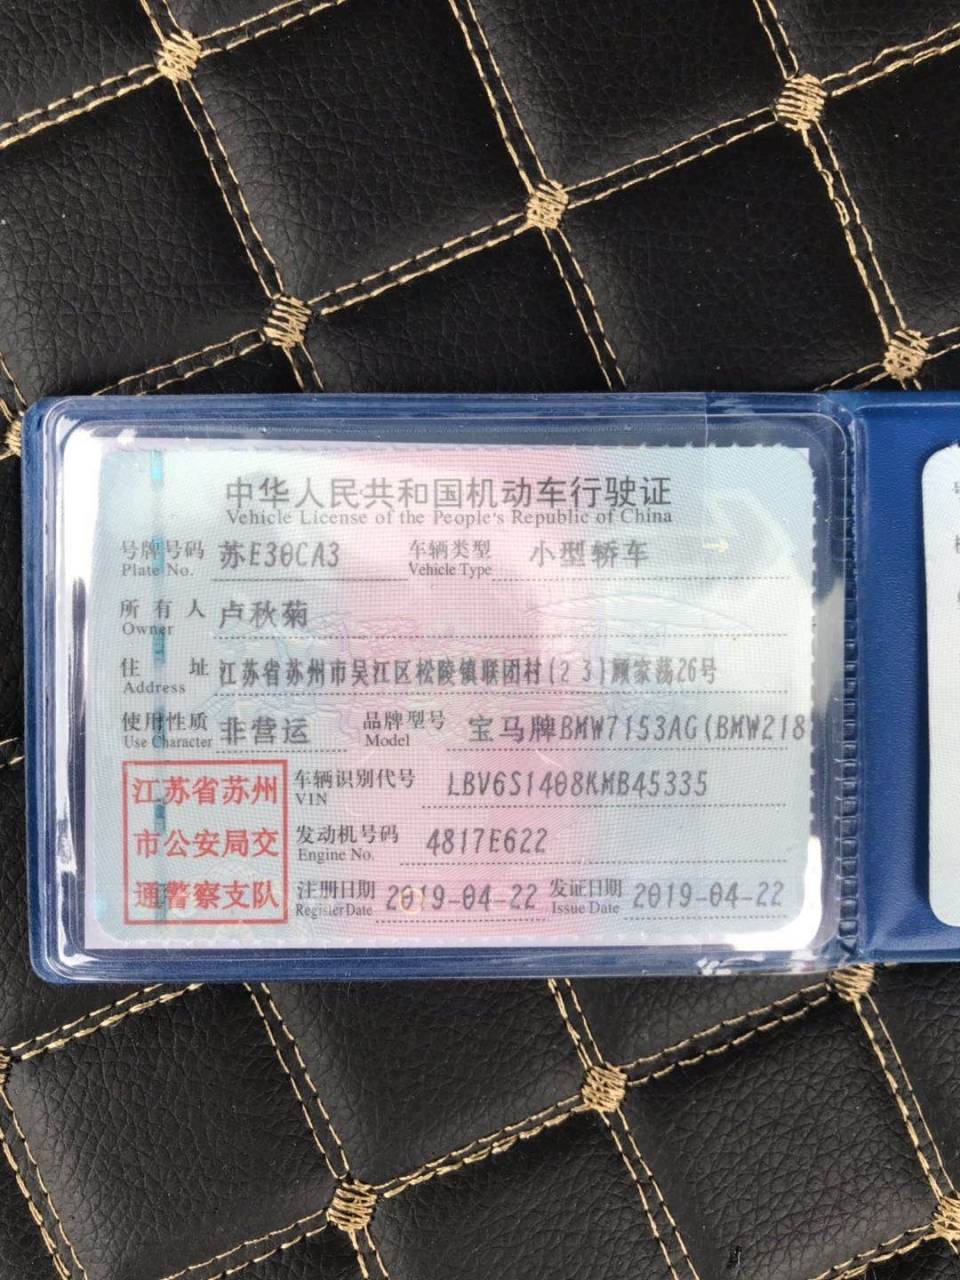 中华人民共和国机动车行驶证
Vehicle License of the People's Republic of China
号牌号码 苏E30CA3 车辆类型 小型轿车
Plate No. Vehicle Type
所有人 卢秋菊
Owner
住址 江苏省苏州市吴江区松陵镇联团村(23)顾家荡26号
Address
使用性质 非营运 品牌型号 宝马牌BMW7153AG(BMW218
Use Character Model
江苏省苏州
市公安局交
通警察支队
车辆识别代号 LBV6S1408KMB45335
VIN
发动机号码 4817E622
Engine No.
注册日期 2019-04-22 发证日期 2019-04-22
Register Date Issue Date